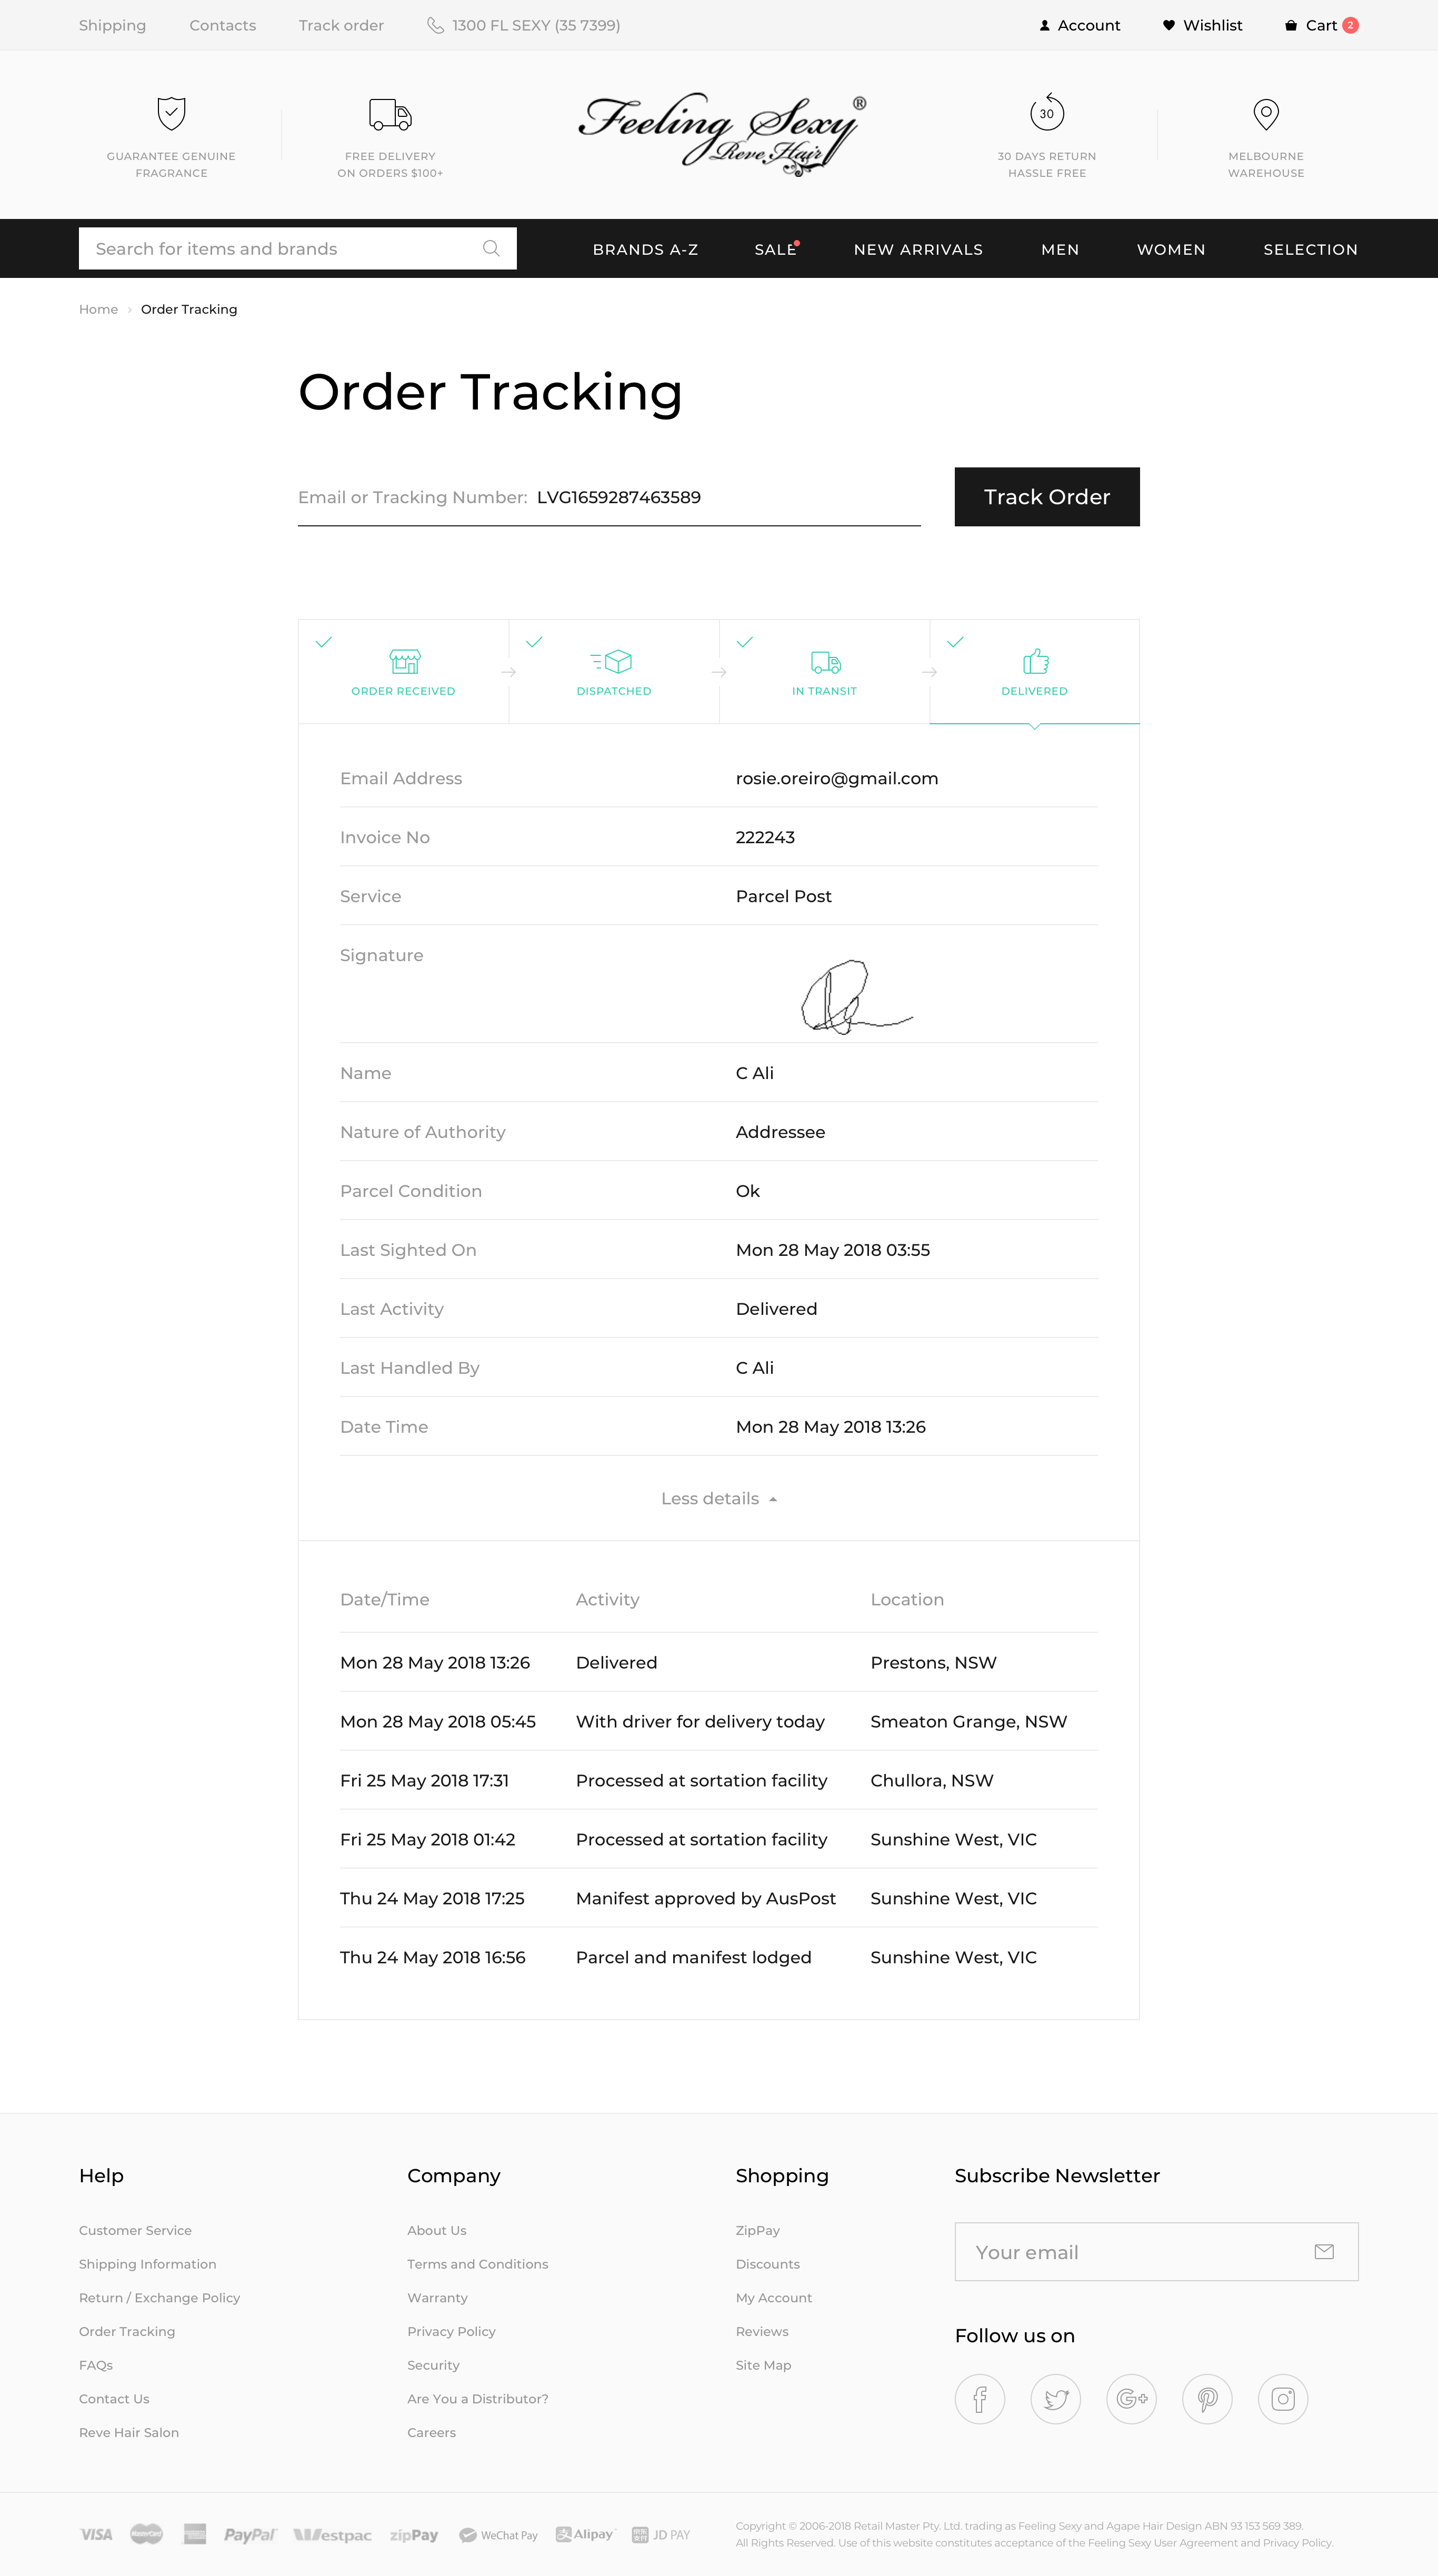 Shipping Contacts Track order 1300 FL SEXY (35 7399) Account Wishlist Cart 2
GUARANTEE GENUINE
FRAGRANCE
FREE DELIVERY
ON ORDERS $100+
Feeling Sexy ®
Reve Hair
30
30 DAYS RETURN
HASSLE FREE
MELBOURNE
WAREHOUSE
Search for items and brands BRANDS A-Z SALE NEW ARRIVALS MEN WOMEN SELECTION
Home › Order Tracking
Order Tracking
Email or Tracking Number: LVG1659287463589 Track Order
ORDER RECEIVED DISPATCHED IN TRANSIT DELIVERED
Email Address rosie.oreiro@gmail.com
Invoice No 222243
Service Parcel Post
Signature
Name C Ali
Nature of Authority Addressee
Parcel Condition Ok
Last Sighted On Mon 28 May 2018 03:55
Last Activity Delivered
Last Handled By C Ali
Date Time Mon 28 May 2018 13:26
Less details
Date/Time Activity Location
Mon 28 May 2018 13:26 Delivered Prestons, NSW
Mon 28 May 2018 05:45 With driver for delivery today Smeaton Grange, NSW
Fri 25 May 2018 17:31 Processed at sortation facility Chullora, NSW
Fri 25 May 2018 01:42 Processed at sortation facility Sunshine West, VIC
Thu 24 May 2018 17:25 Manifest approved by AusPost Sunshine West, VIC
Thu 24 May 2018 16:56 Parcel and manifest lodged Sunshine West, VIC
Help
Customer Service
Shipping Information
Return / Exchange Policy
Order Tracking
FAQs
Contact Us
Reve Hair Salon
Company
About Us
Terms and Conditions
Warranty
Privacy Policy
Security
Are You a Distributor?
Careers
Shopping
ZipPay
Discounts
My Account
Reviews
Site Map
Subscribe Newsletter
Your email
Follow us on
VISA MasterCard PayPal Westpac zipPay WeChat Pay Alipay JD PAY
Copyright © 2006-2018 Retail Master Pty. Ltd. trading as Feeling Sexy and Agape Hair Design ABN 93 153 569 389.
All Rights Reserved. Use of this website constitutes acceptance of the Feeling Sexy User Agreement and Privacy Policy.